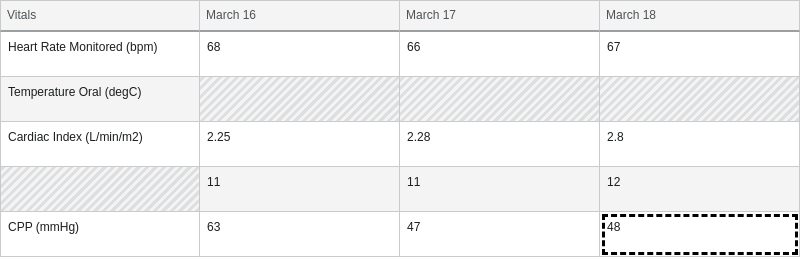 Vitals March 16 March 17 March 18
Heart Rate Monitored (bpm) 68 66 67
Temperature Oral (degC)
Cardiac Index (L/min/m2) 2.25 2.28 2.8
11 11 12
CPP (mmHg) 63 47 48